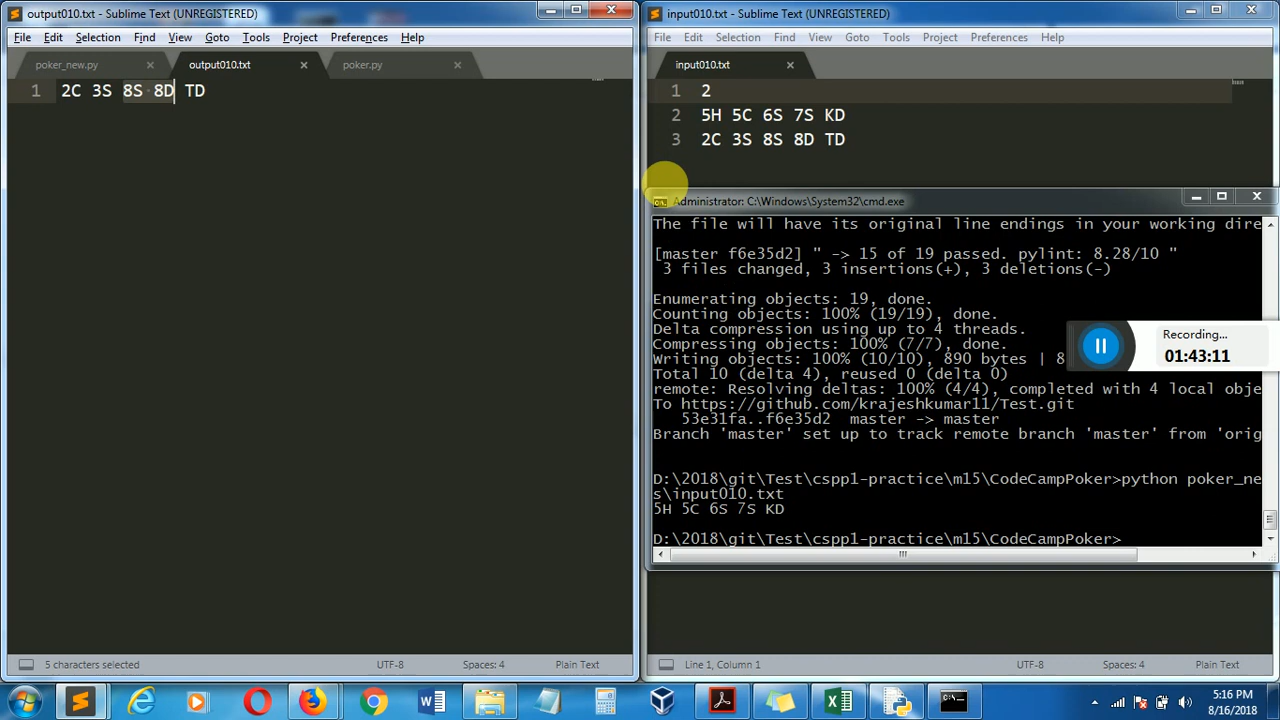 output010.txt - Sublime Text (UNREGISTERED)
File Edit Selection Find View Goto Tools Project Preferences Help
poker_new.py output010.txt poker.py
1 2C 3S 8S 8D TD
5 characters selected UTF-8 Spaces: 4 Plain Text
input010.txt - Sublime Text (UNREGISTERED)
File Edit Selection Find View Goto Tools Project Preferences Help
input010.txt
1 2
2 5H 5C 6S 7S KD
3 2C 3S 8S 8D TD
Administrator: C:\Windows\System32\cmd.exe
The file will have its original line endings in your working dire
[master f6e35d2] " -> 15 of 19 passed. pylint: 8.28/10 "
3 files changed, 3 insertions(+), 3 deletions(-)
Enumerating objects: 19, done.
Counting objects: 100% (19/19), done.
Delta compression using up to 4 threads.
Compressing objects: 100% (7/7), done.
Writing objects: 100% (10/10), 890 bytes | 8
Total 10 (delta 4), reused 0 (delta 0)
remote: Resolving deltas: 100% (4/4), completed with 4 local obje
To https://github.com/krajeshkumar11/Test.git
53e31fa..f6e35d2 master -> master
Branch 'master' set up to track remote branch 'master' from 'orig
D:\2018\git\Test\cspp1-practice\m15\CodeCampPoker>python poker_ne
s\input010.txt
5H 5C 6S 7S KD
D:\2018\git\Test\cspp1-practice\m15\CodeCampPoker>
Recording...
01:43:11
Line 1, Column 1 UTF-8 Spaces: 4 Plain Text
5:16 PM
8/16/2018